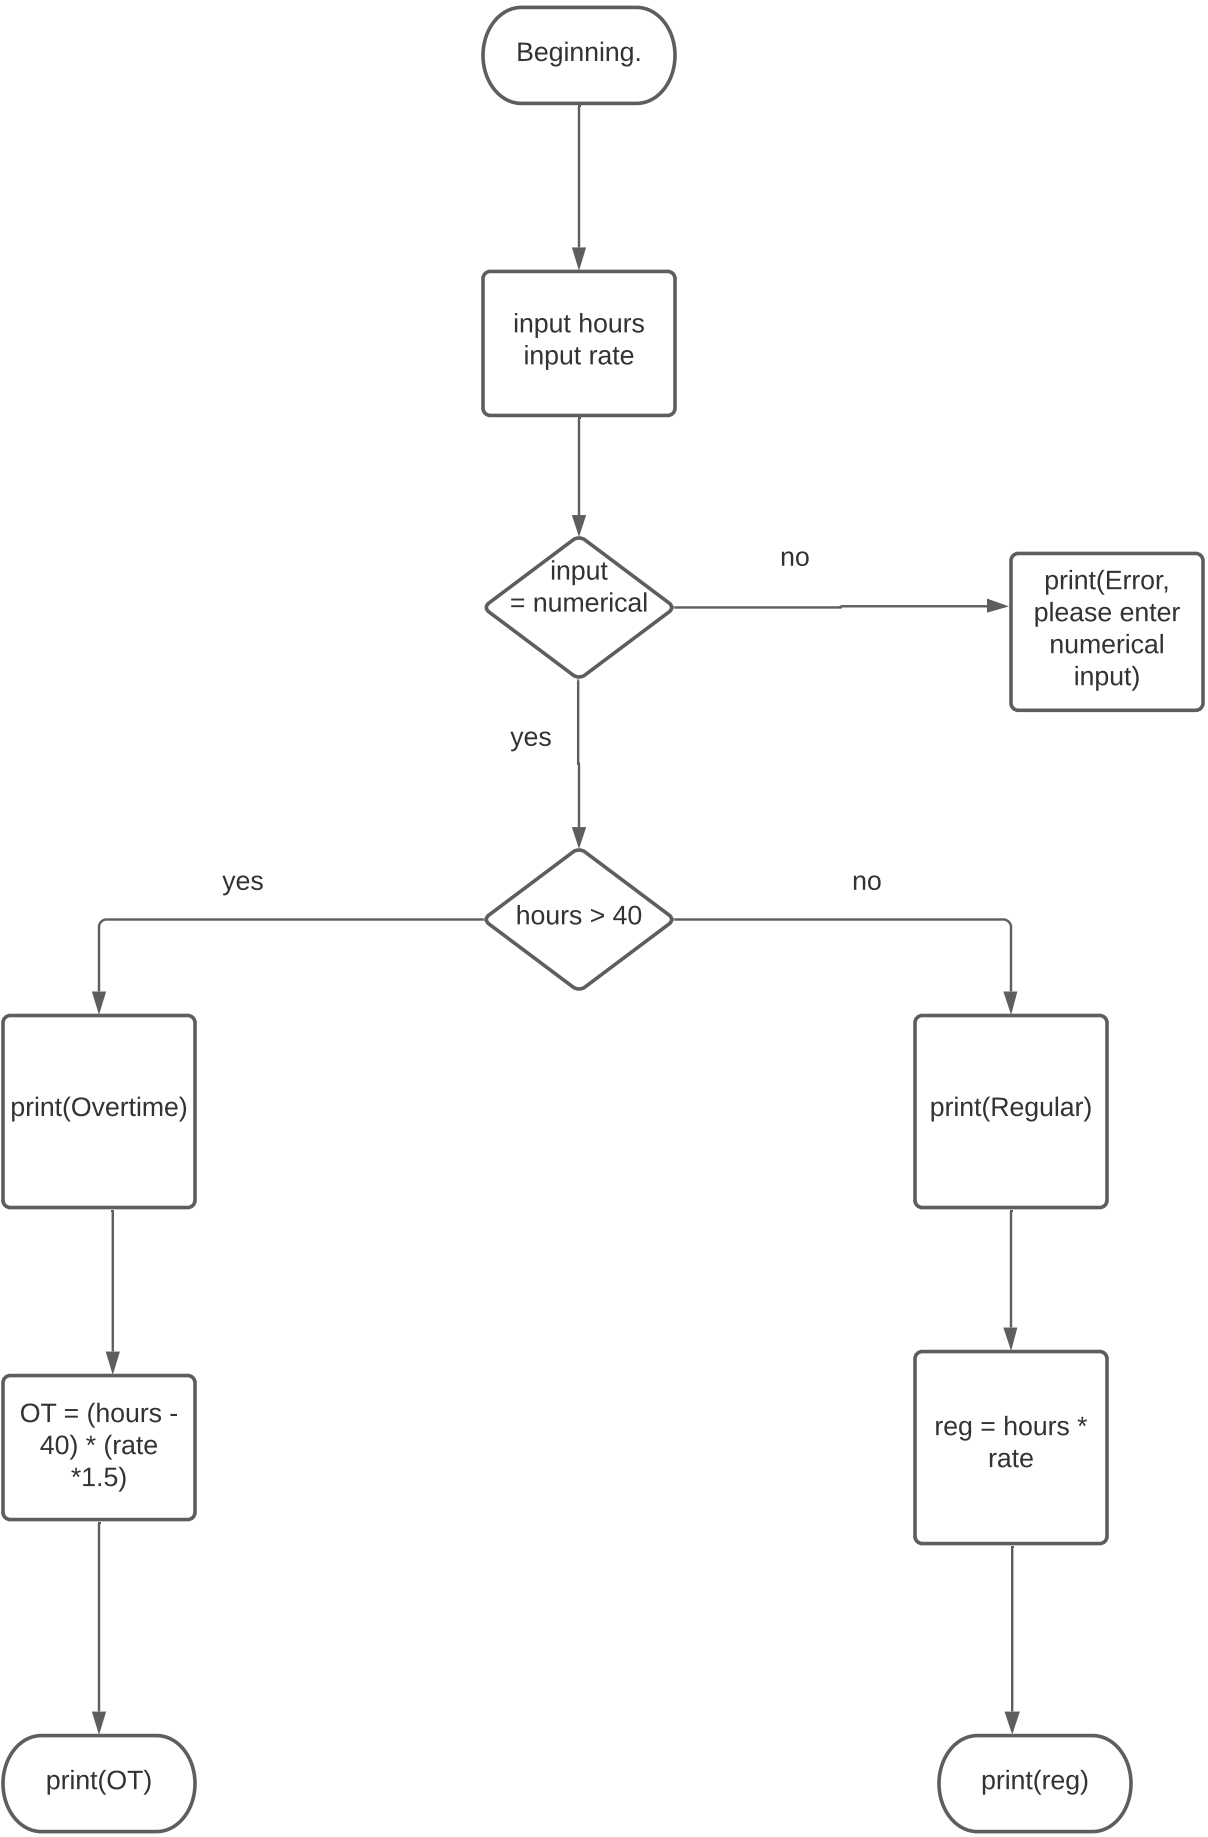 Beginning.
input hours
input rate
input
= numerical
no
print(Error,
please enter
numerical
input)
yes
yes
hours > 40
no
print(Overtime)
print(Regular)
OT = (hours -
40) * (rate
*1.5)
reg = hours *
rate
print(OT)
print(reg)